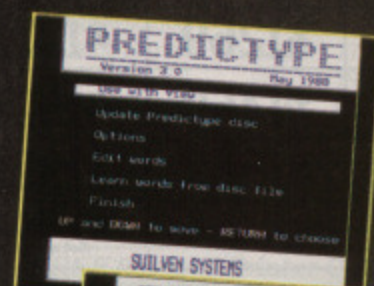 PREDICTYPE
Version 3 0
May 1988
Use with View
Update Predictype disc
Options
Edit words
Learn words from disc file
Finish
UP and DOWN to move - RETURN to choose
SUILVEN SYSTEMS